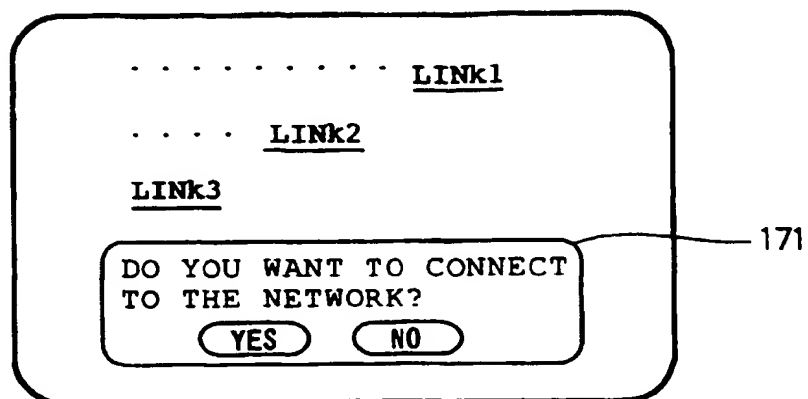 . . . . . . . . . LINk1
. . . . LINk2
LINk3
DO YOU WANT TO CONNECT
TO THE NETWORK?
YES NO
171